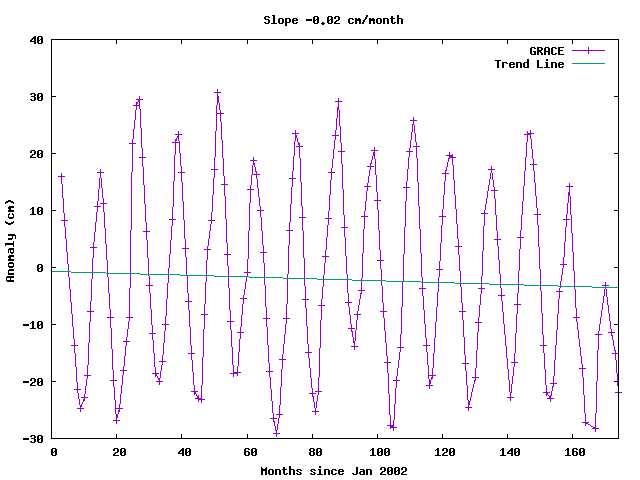 Slope -0.02 cm/month
GRACE
Trend Line
40
30
20
10
0
-10
-20
-30
Anomaly (cm)
0 20 40 60 80 100 120 140 160
Months since Jan 2002